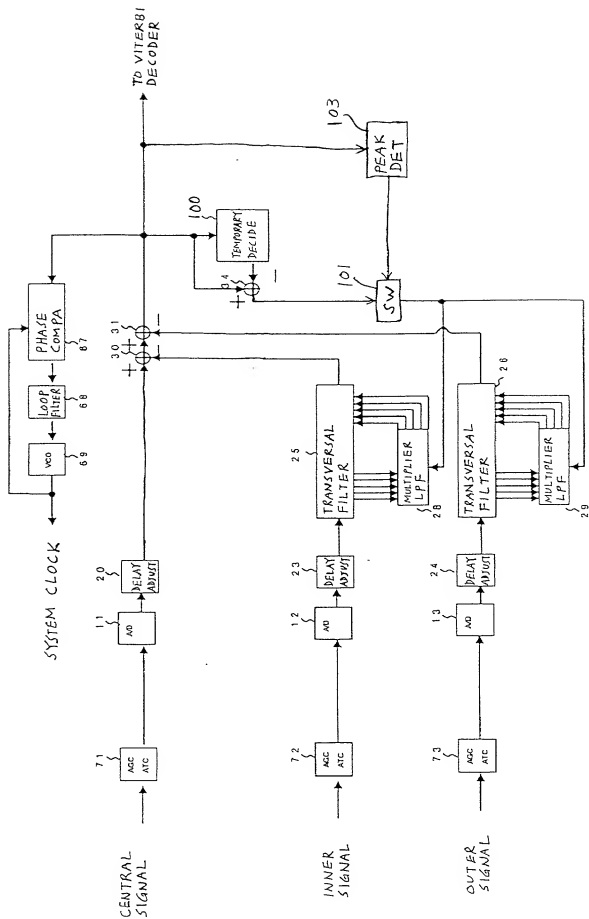 SYSTEM CLOCK
VCO
69
LOOP
FILTER
68
PHASE
COMPA
67
CENTRAL
SIGNAL
71
AGC
ATC
11
A/D
20
DELAY
ADJUST
+
30
−
+
31
−
TO VITERBI
DECODER
100
TEMPORARY
DECIDE
34
+
−
103
PEAK
DET
101
SW
INNER
SIGNAL
72
AGC
ATC
12
A/D
23
DELAY
ADJUST
25
TRANSVERSAL
FILTER
MULTIPLIER
LPF
28
OUTER
SIGNAL
73
AGC
ATC
13
A/D
24
DELAY
ADJUST
26
TRANSVERSAL
FILTER
MULTIPLIER
LPF
29